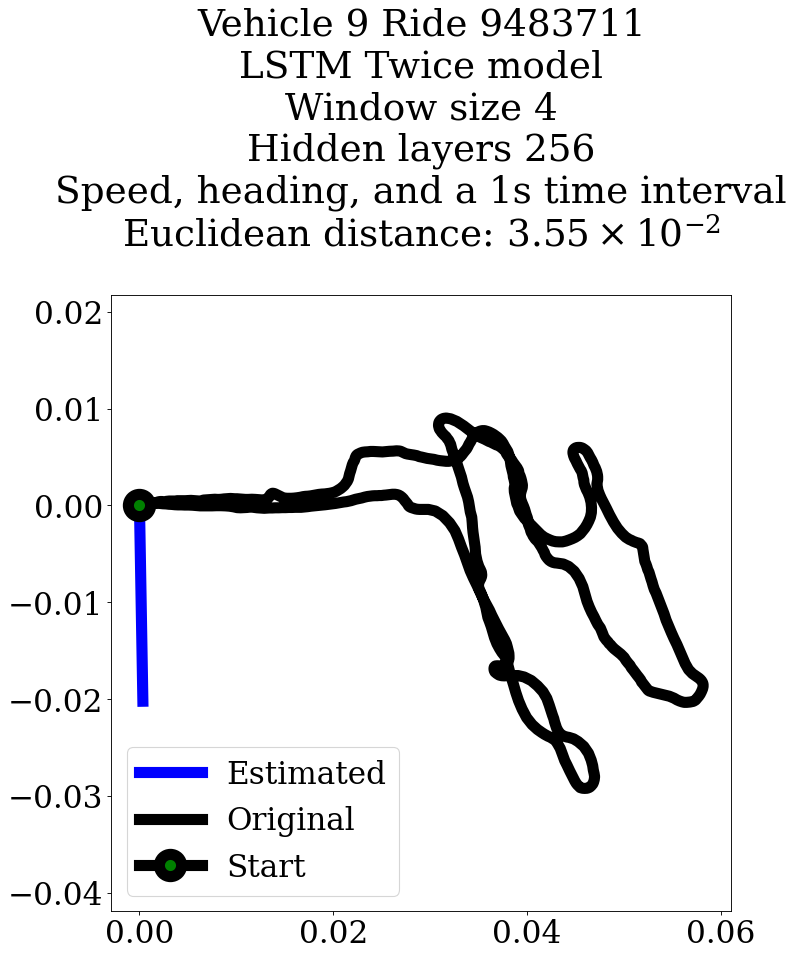 Vehicle 9 Ride 9483711
LSTM Twice model
Window size 4
Hidden layers 256
Speed, heading, and a 1s time interval
Euclidean distance: 3.55 × 10⁻²
0.02
0.01
0.00
−0.01
−0.02
−0.03
−0.04
Estimated
Original
Start
0.00 0.02 0.04 0.06